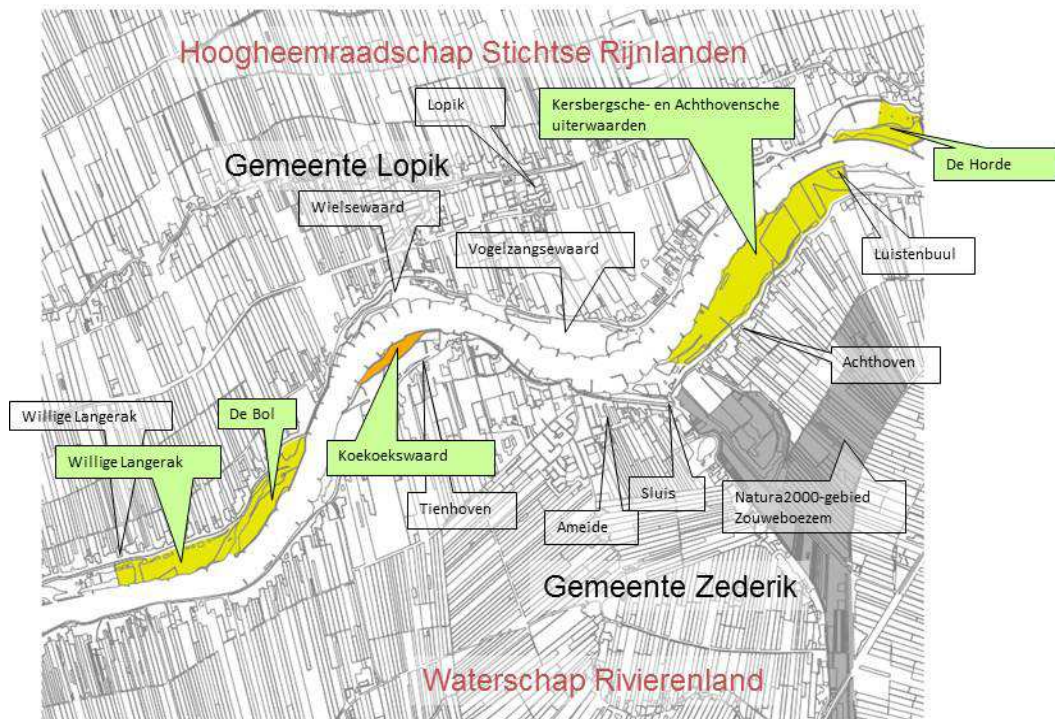 Hoogheemraadschap Stichtse Rijnlanden
Lopik
Kersbergsche- en Achthovensche
uiterwaarden
De Horde
Gemeente Lopik
Wielsewaard
Vogelzangsewaard
Luistenbuul
Achthoven
Willige Langerak
De Bol
Willige Langerak
Koekoekswaard
Tienhoven
Sluis
Ameide
Natura2000-gebied
Zouweboezem
Gemeente Zederik
Waterschap Rivierenland